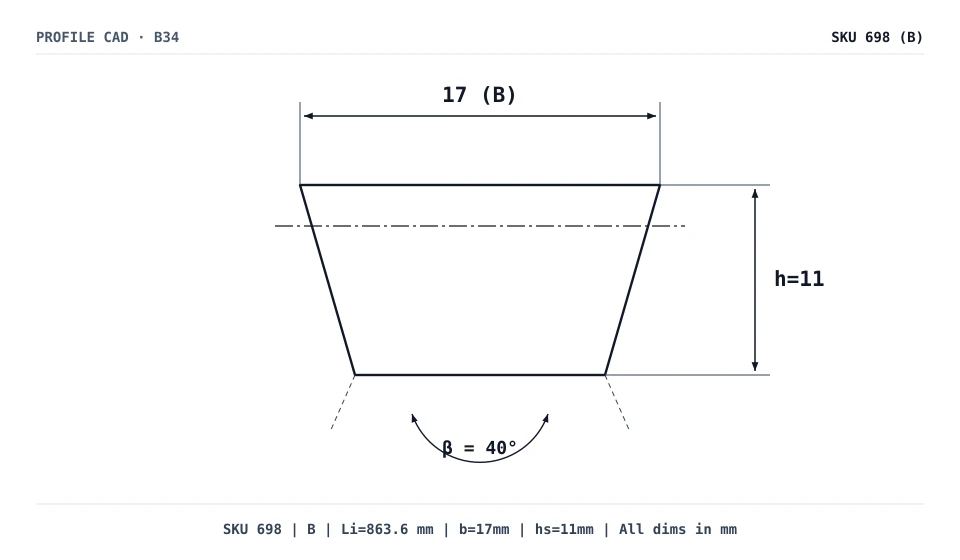 PROFILE CAD · B34
SKU 698 (B)
17 (B)
h=11
β = 40°
SKU 698 | B | Li=863.6 mm | b=17mm | hs=11mm | All dims in mm